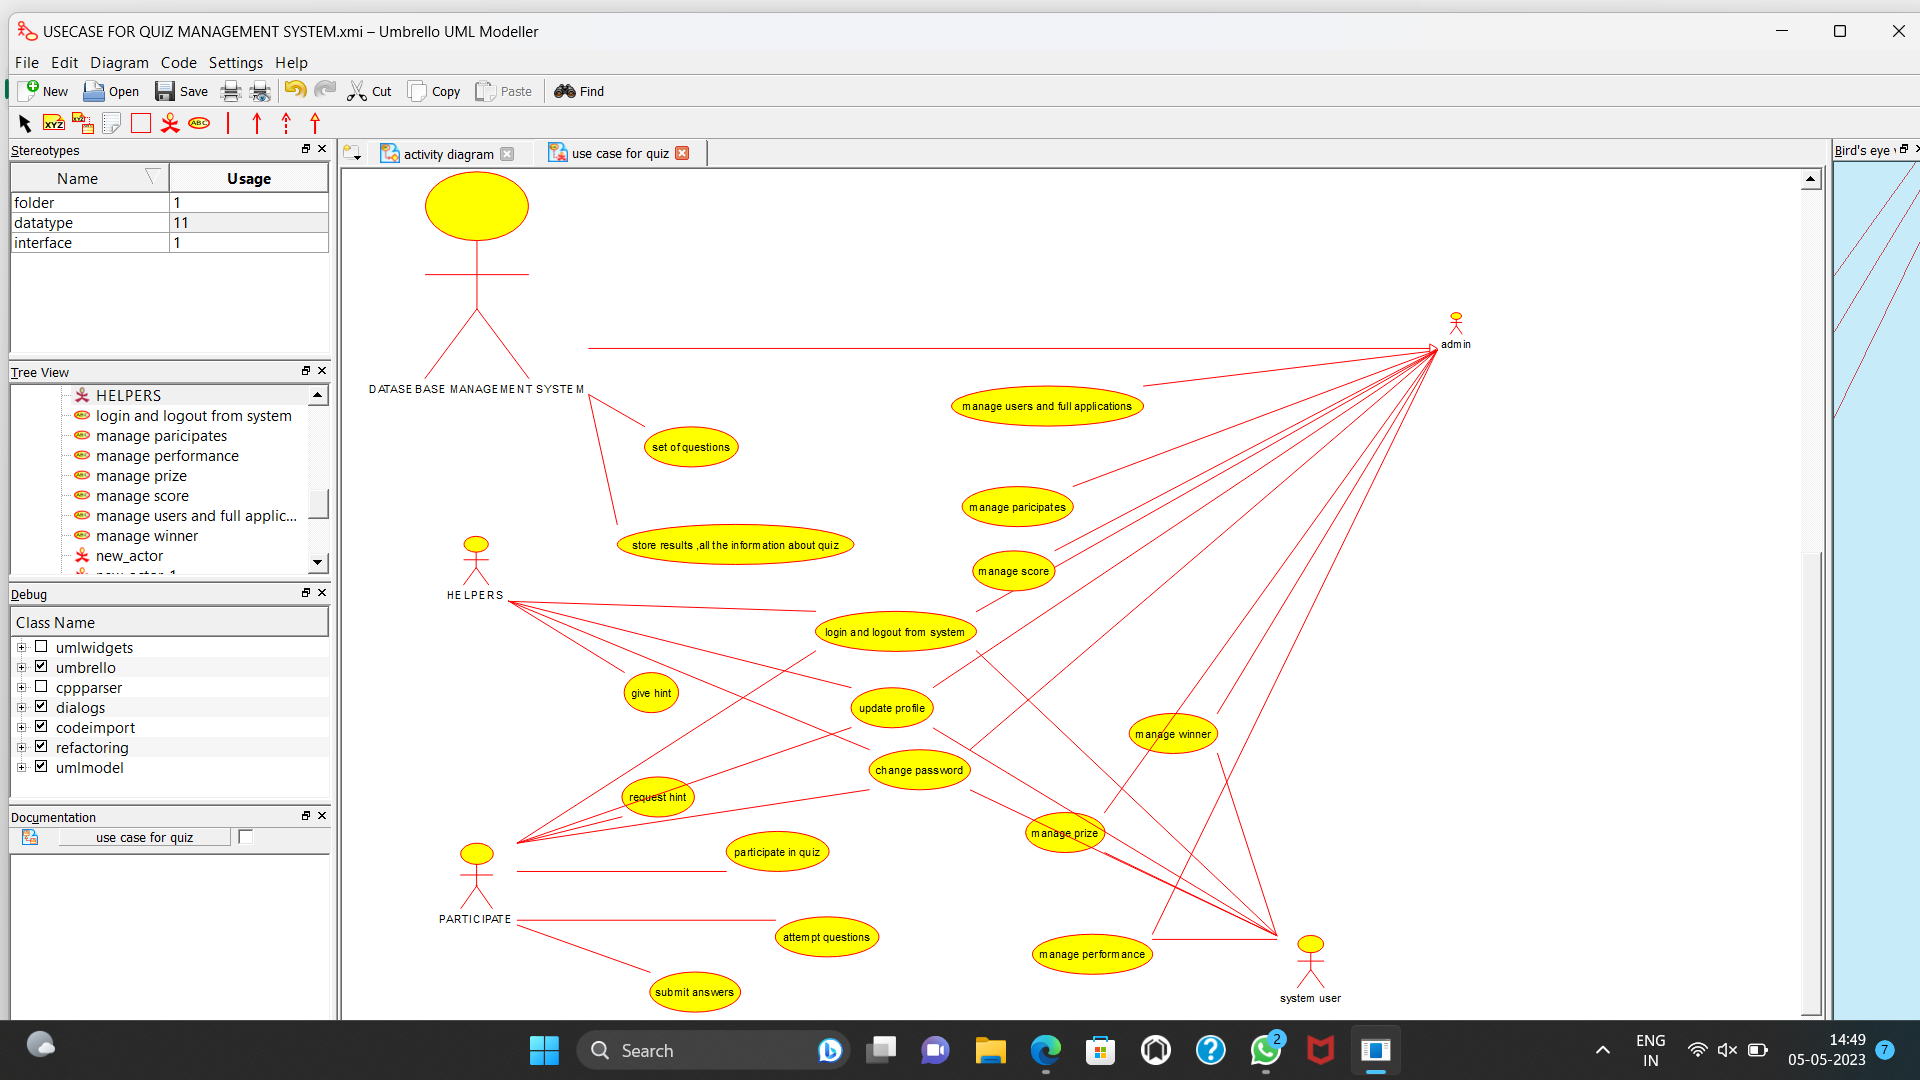 USECASE FOR QUIZ MANAGEMENT SYSTEM.xmi – Umbrello UML Modeller
File Edit Diagram Code Settings Help
New Open Save Cut Copy Paste Find
XYZ ABC
Stereotypes
Name Usage
folder 1
datatype 11
interface 1
Tree View
HELPERS
login and logout from system
manage paricipates
manage performance
manage prize
manage score
manage users and full applic...
manage winner
new_actor
Debug
Class Name
umlwidgets
umbrello
cppparser
dialogs
codeimport
refactoring
umlmodel
Documentation
use case for quiz
activity diagram
use case for quiz
Bird's eye
DATASE BASE MANAGEMENT SYSTEM
admin
manage users and full applications
set of questions
manage paricipates
store results ,all the information about quiz
manage score
HELPERS
login and logout from system
give hint
update profile
manage winner
change password
request hint
manage prize
participate in quiz
PARTICIPATE
attempt questions
manage performance
submit answers
system user
Search
2
ENG
IN
14:49
05-05-2023
7